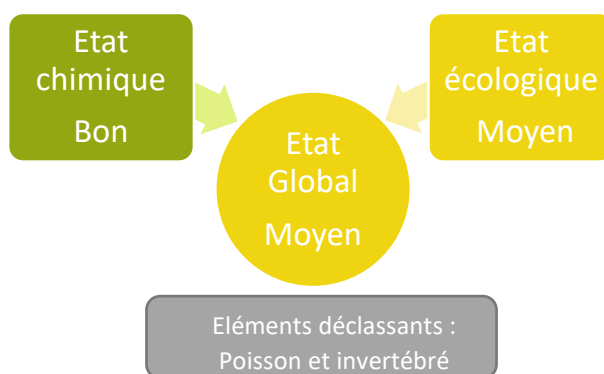 Etat
chimique
Bon
Etat
écologique
Moyen
Etat
Global
Moyen
Eléments déclassants :
Poisson et invertébré